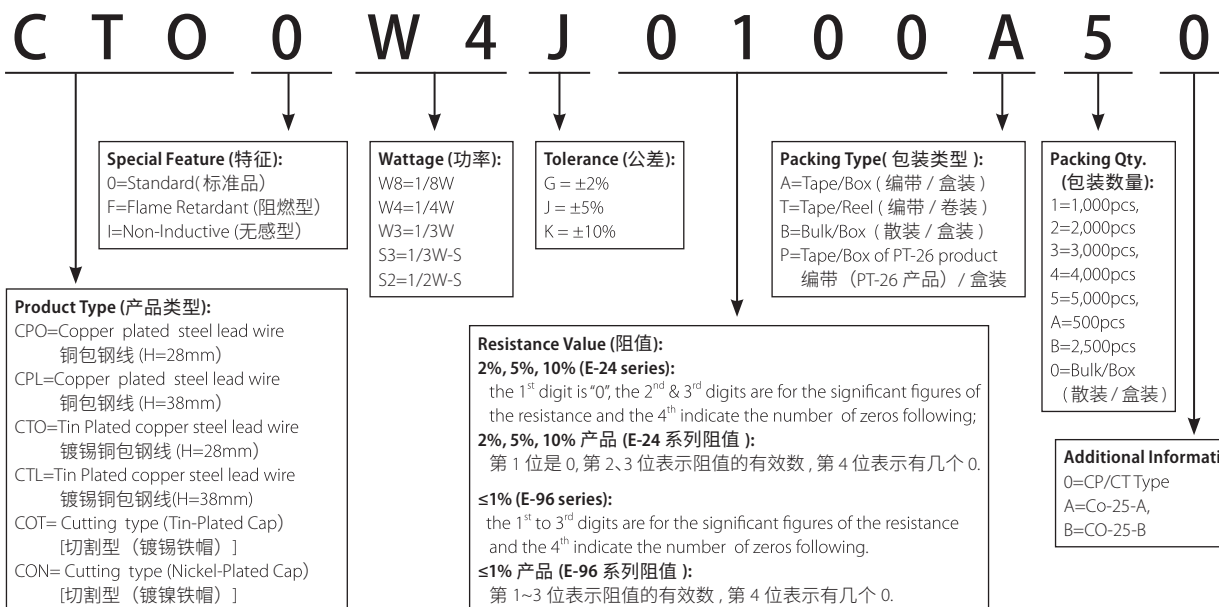 C T O 0 W 4 J 0 1 0 0 A 5 0
Special Feature (特征):
0=Standard( 标准品)
F=Flame Retardant (阻燃型)
I=Non-Inductive (无感型)
Wattage (功率):
W8=1/8W
W4=1/4W
W3=1/3W
S3=1/3W-S
S2=1/2W-S
Tolerance (公差):
G = ±2%
J = ±5%
K = ±10%
Packing Type( 包装类型 ):
A=Tape/Box ( 编带 / 盒装 )
T=Tape/Reel ( 编带 / 卷装 )
B=Bulk/Box ( 散装 / 盒装 )
P=Tape/Box of PT-26 product
编带 （PT-26 产品）/ 盒装
Packing Qty.
(包装数量):
1=1,000pcs,
2=2,000pcs
3=3,000pcs,
4=4,000pcs
5=5,000pcs,
A=500pcs
B=2,500pcs
0=Bulk/Box
( 散装 / 盒装 )
Product Type (产品类型):
CPO=Copper plated steel lead wire
铜包钢线 (H=28mm）
CPL=Copper plated steel lead wire
铜包钢线 (H=38mm）
CTO=Tin Plated copper steel lead wire
镀锡铜包钢线 (H=28mm）
CTL=Tin Plated copper steel lead wire
镀锡铜包钢线(H=38mm）
COT= Cutting type (Tin-Plated Cap)
[切割型（镀锡铁帽）]
CON= Cutting type (Nickel-Plated Cap)
[切割型（镀镍铁帽）]
Resistance Value (阻值):
2%, 5%, 10% (E-24 series):
the 1st digit is “0”, the 2nd & 3rd digits are for the significant figures of
the resistance and the 4th indicate the number of zeros following;
2%, 5%, 10% 产品 (E-24 系列阻值 ):
第 1 位是 0, 第 2、3 位表示阻值的有效数 , 第 4 位表示有几个 0.
≤1% (E-96 series):
the 1st to 3rd digits are for the significant figures of the resistance
and the 4th indicate the number of zeros following.
≤1% 产品 (E-96 系列阻值 ):
第 1~3 位表示阻值的有效数 , 第 4 位表示有几个 0.
Additional Informati
0=CP/CT Type
A=Co-25-A,
B=CO-25-B